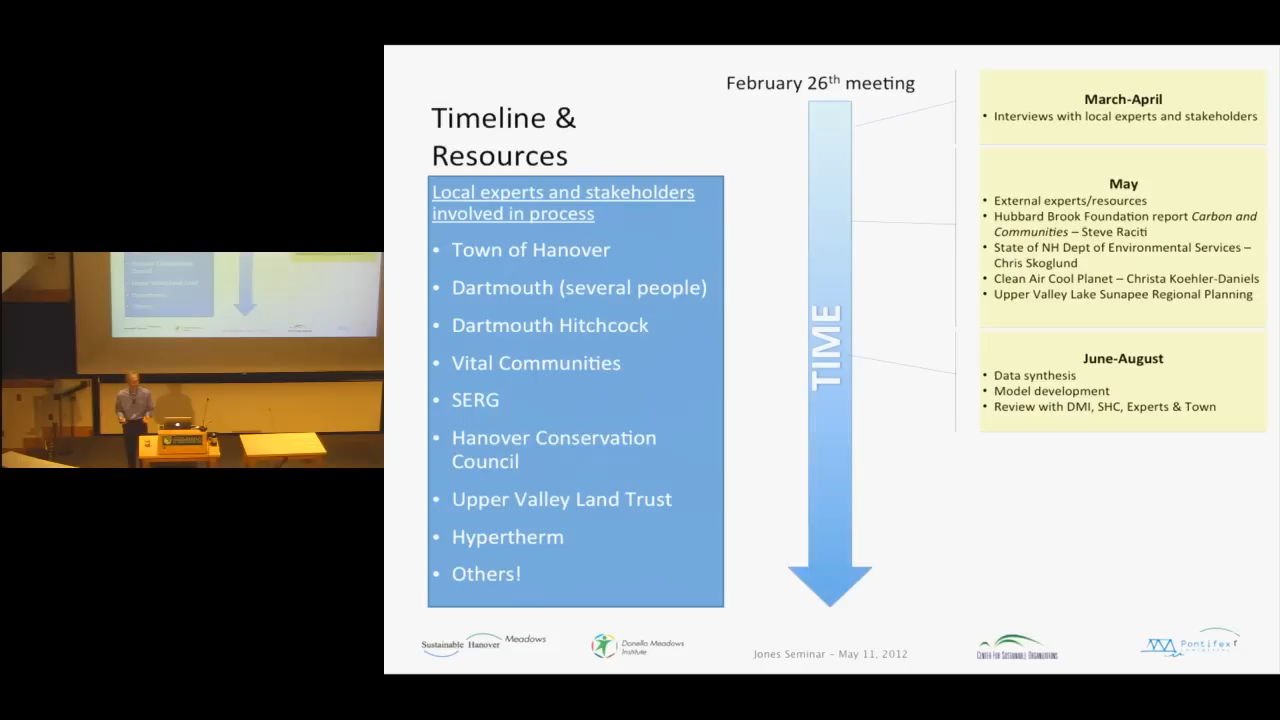 February 26th meeting
Timeline &
Resources
Local experts and stakeholders
involved in process
• Town of Hanover
• Dartmouth (several people)
• Dartmouth Hitchcock
• Vital Communities
• SERG
• Hanover Conservation
Council
• Upper Valley Land Trust
• Hypertherm
• Others!
TIME
March-April
• Interviews with local experts and stakeholders
May
• External experts/resources
• Hubbard Brook Foundation report Carbon and
Communities – Steve Raciti
• State of NH Dept of Environmental Services –
Chris Skoglund
• Clean Air Cool Planet – Christa Koehler-Daniels
• Upper Valley Lake Sunapee Regional Planning
June-August
• Data synthesis
• Model development
• Review with DMI, SHC, Experts & Town
Sustainable Hanover Meadows
Donella Meadows
Institute
Jones Seminar – May 11, 2012
Center for Sustainable Organizations
Pontifex